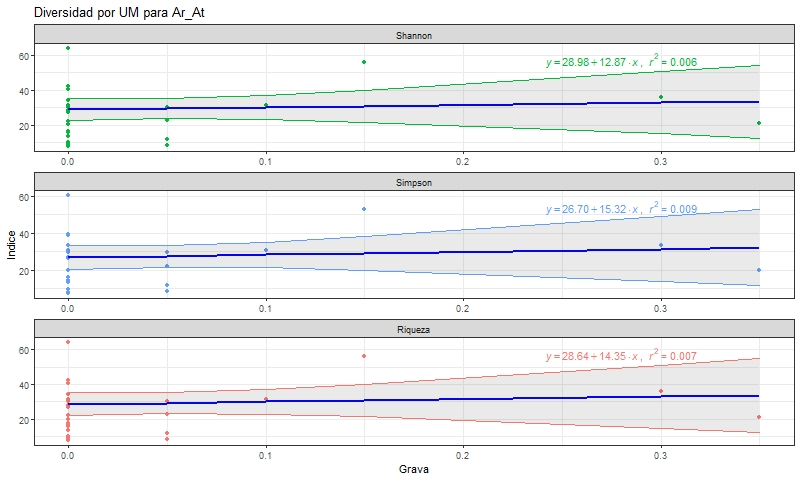 Diversidad por UM para Ar_At
Shannon
y = 28.98 + 12.87 · x , r² = 0.006
60
40
20
0.0 0.1 0.2 0.3
Simpson
y = 26.70 + 15.32 · x , r² = 0.009
60
40
20
Indice
0.0 0.1 0.2 0.3
Riqueza
y = 28.64 + 14.35 · x , r² = 0.007
60
40
20
0.0 0.1 0.2 0.3
Grava